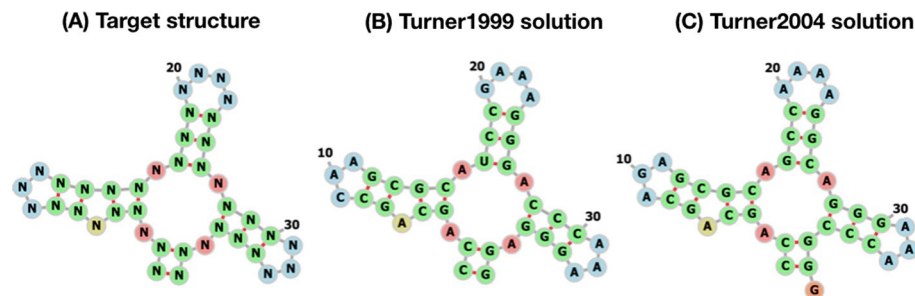 (A) Target structure
(B) Turner1999 solution
(C) Turner2004 solution
20
N N N N
N N
N N
N N N N
N N N N N
N
N N N N N
N
N N N N
N N N N
N N N
30
N N
N N N
N N
20
G A A A
C G
C G
A U G A
10
A A G C G C
C C G C G
A
A C C C A
G G G A A
30
A C G A
C G
20
A A A A
C G
C G
A G C A
10
G A G C G C
A C G C G
A
A G G G A
C C C A A
30
A C G
C G
G